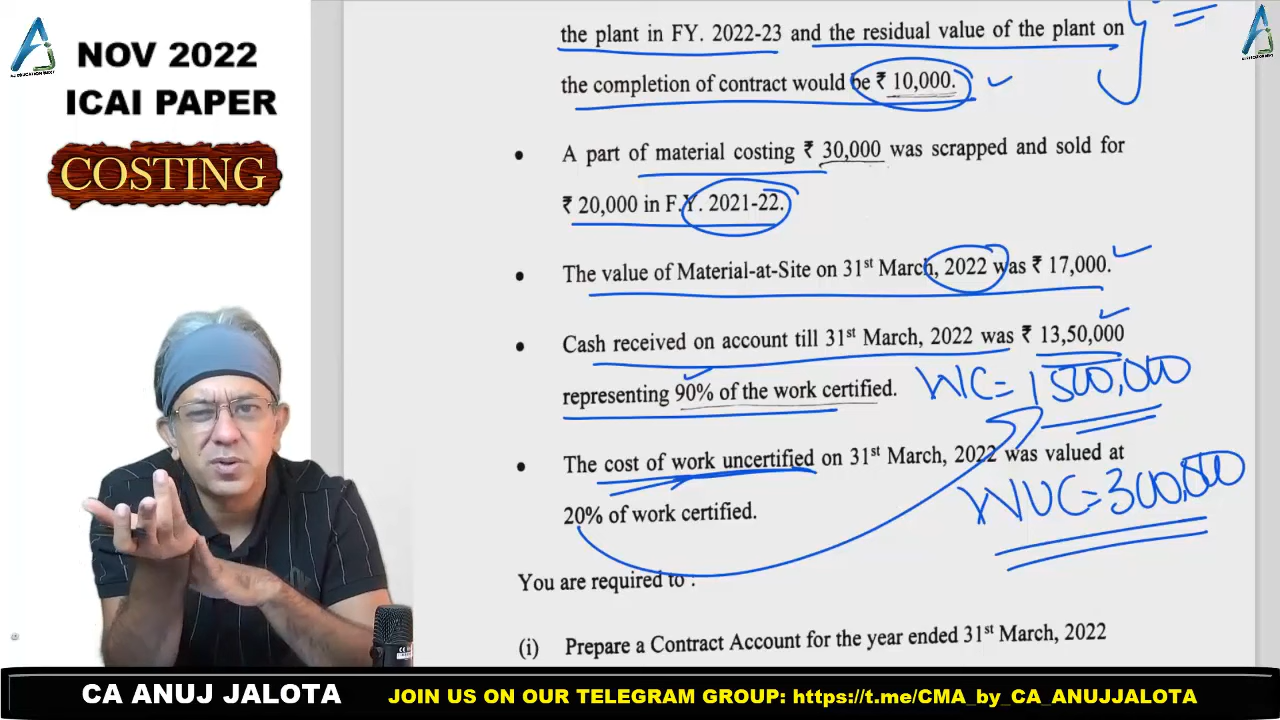 NOV 2022
ICAI PAPER
COSTING
the plant in FY. 2022-23 and the residual value of the plant on
the completion of contract would be ₹ 10,000.
• A part of material costing ₹ 30,000 was scrapped and sold for
₹ 20,000 in F.Y. 2021-22.
• The value of Material-at-Site on 31st March, 2022 was ₹ 17,000.
• Cash received on account till 31st March, 2022 was ₹ 13,50,000
representing 90% of the work certified.
WC= 1500,000
• The cost of work uncertified on 31st March, 2022 was valued at
20% of work certified.
WUC=300,000
You are required to :
(i) Prepare a Contract Account for the year ended 31st March, 2022
CA ANUJ JALOTA
JOIN US ON OUR TELEGRAM GROUP: https://t.me/CMA_by_CA_ANUJJALOTA